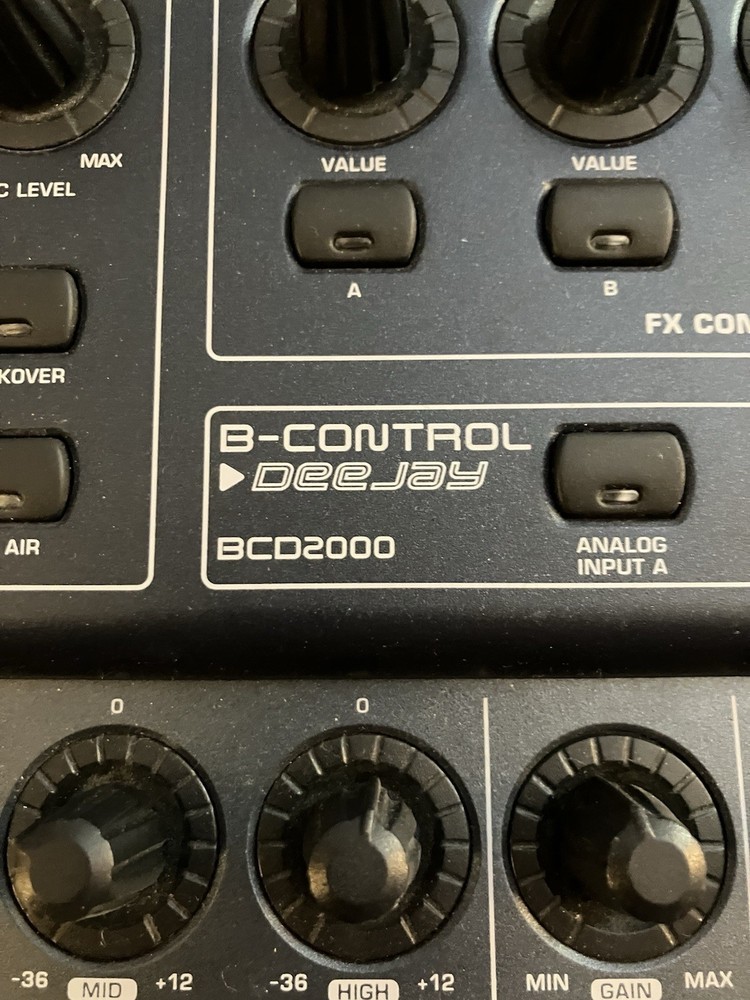 MAX
C LEVEL
VALUE
VALUE
A
B
FX CON
KOVER
AIR
B-CONTROL
DEEJAY
BCD2000
ANALOG
INPUT A
0
0
-36 MID +12
-36 HIGH +12
MIN GAIN MAX